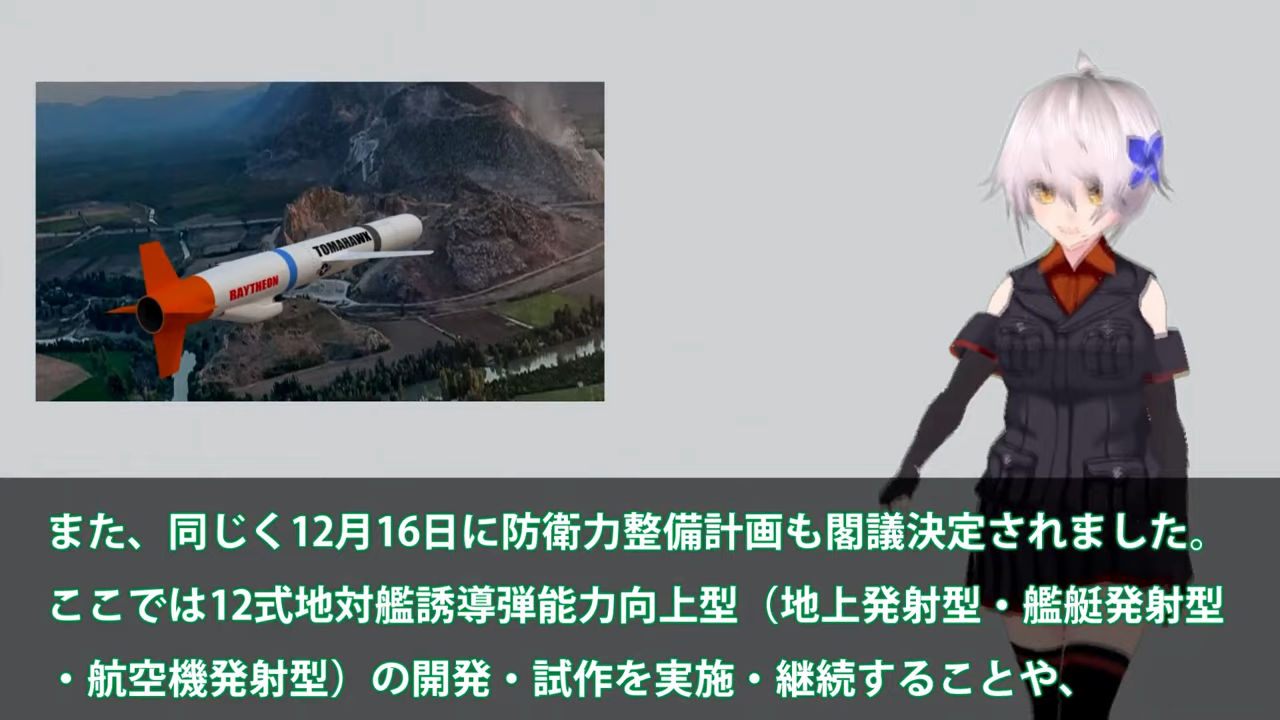 TOMAHAWK
RAYTHEON
また、同じく12月16日に防衛力整備計画も閣議決定されました。
ここでは12式地対艦誘導弾能力向上型（地上発射型・艦艇発射型
・航空機発射型）の開発・試作を実施・継続することや、